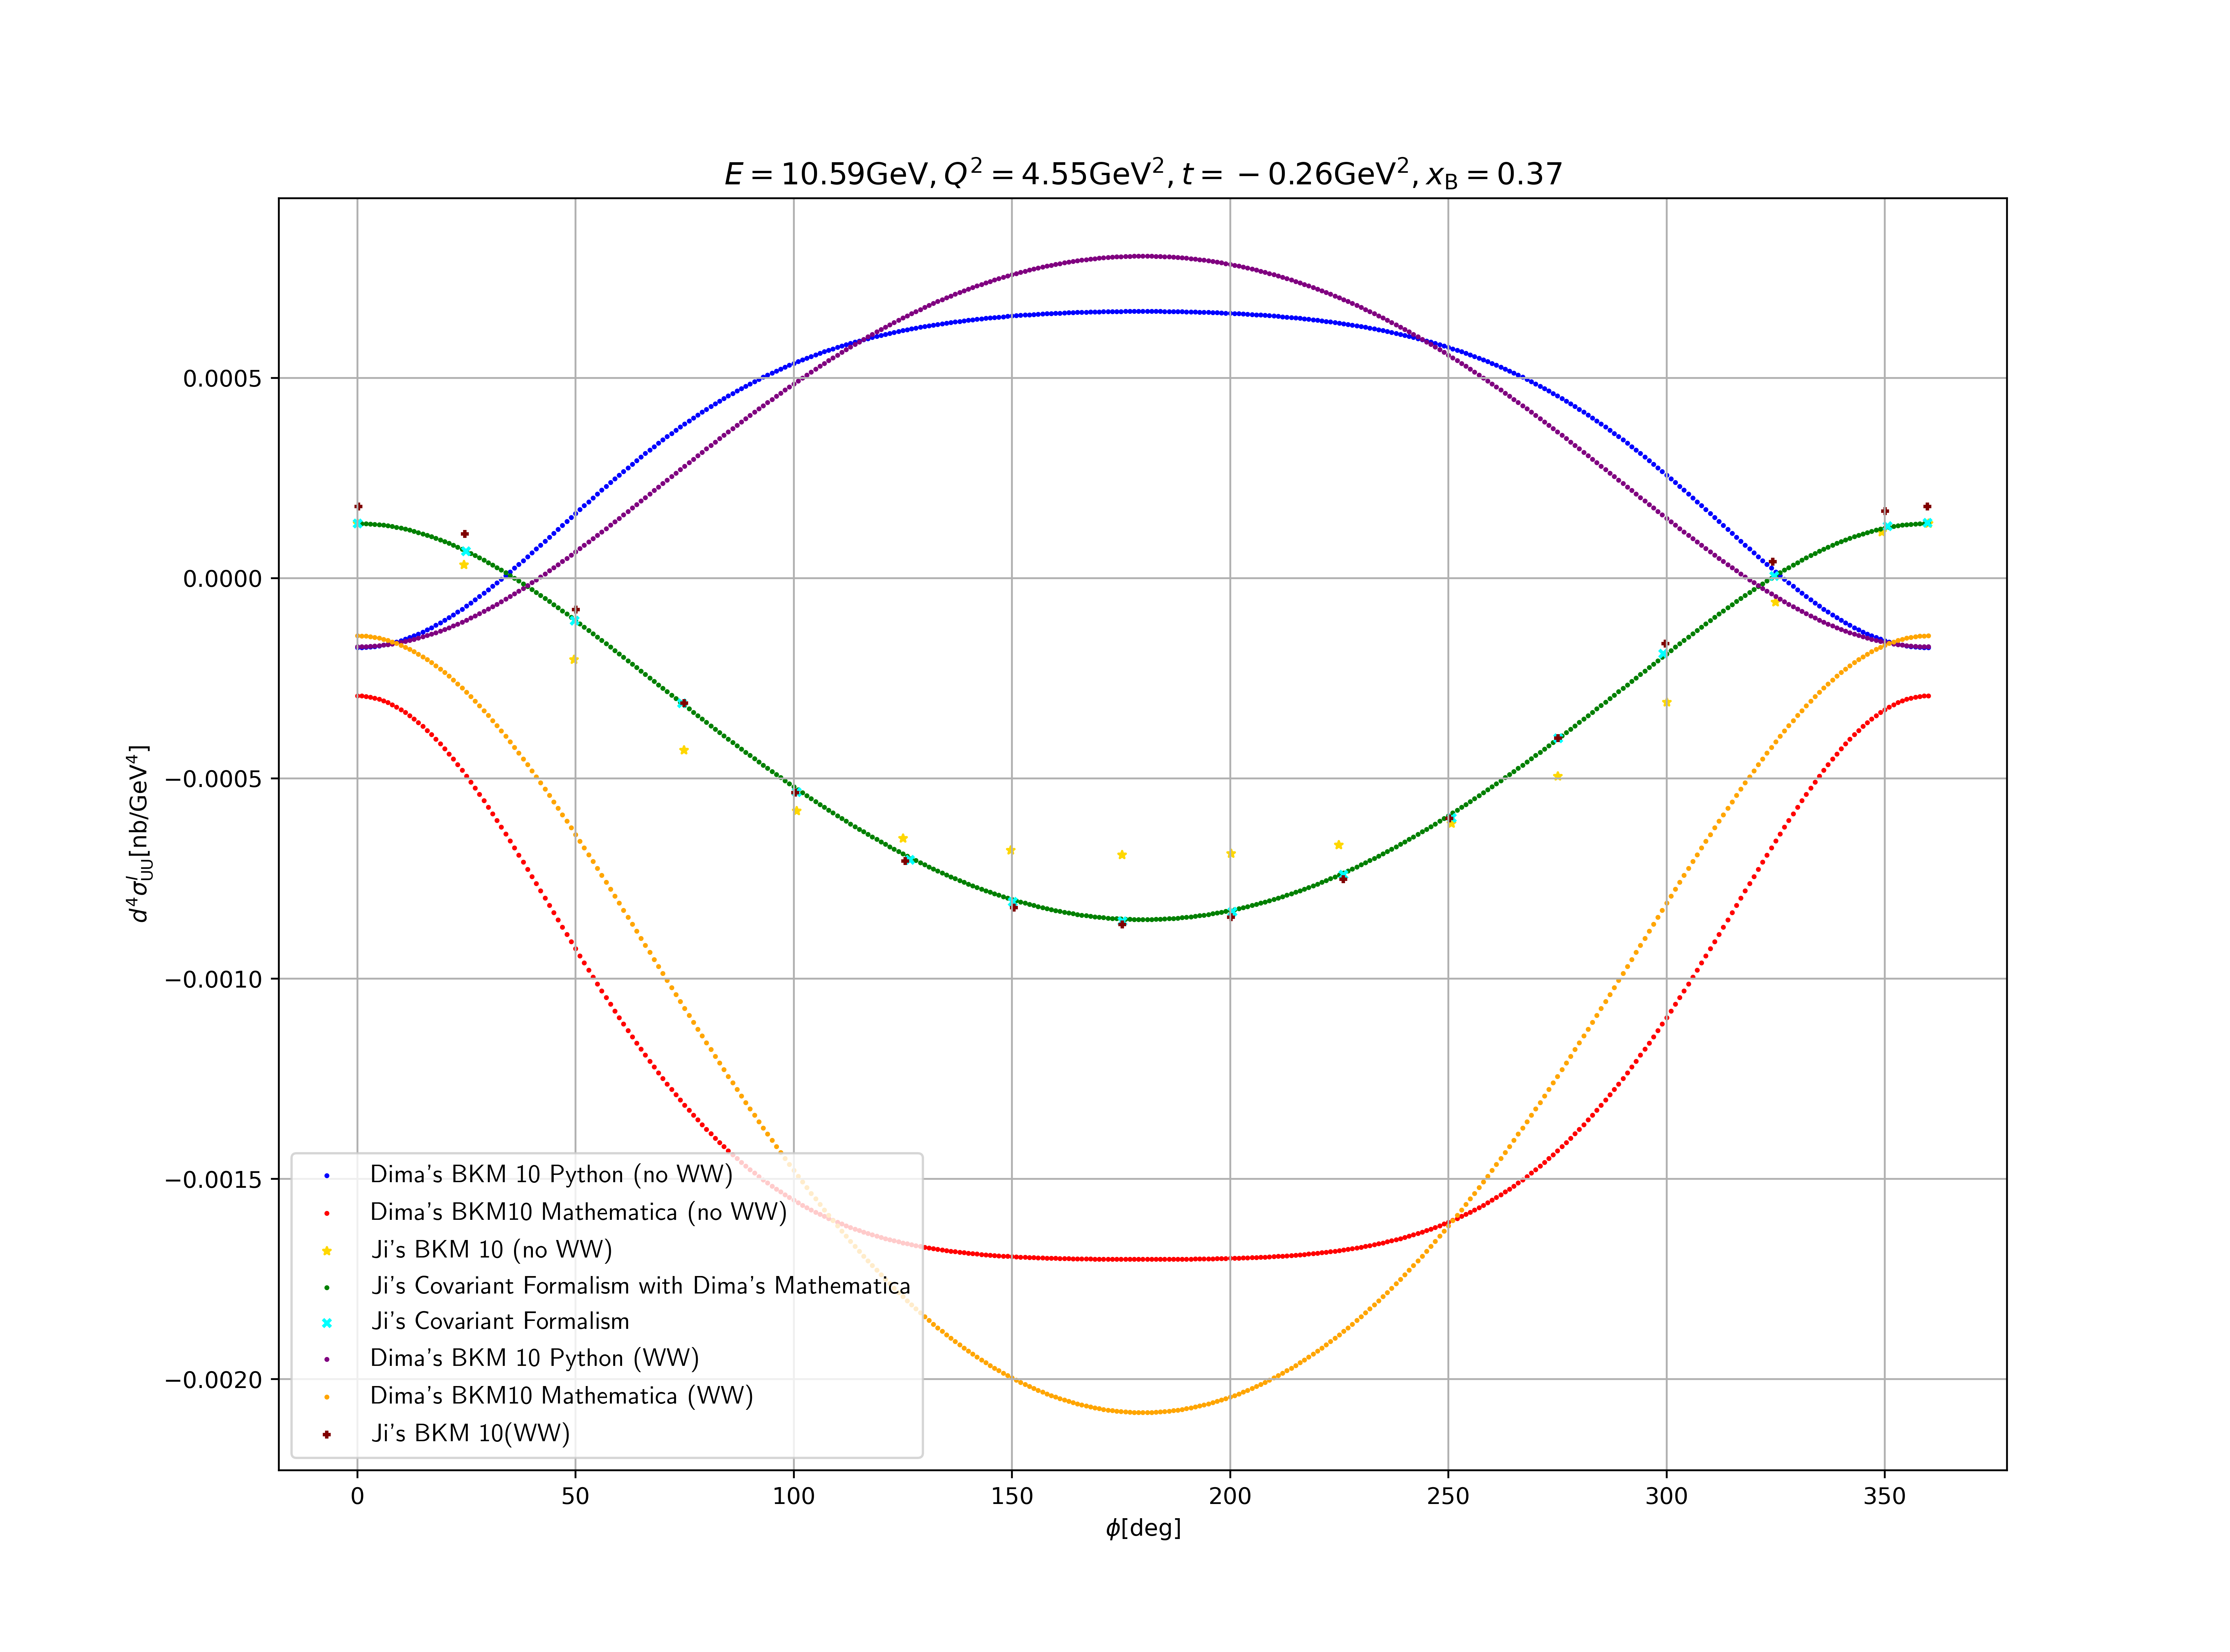 E = 10.59GeV, Q² = 4.55GeV², t = −0.26GeV², x_B = 0.37
d⁴σ^I_UU[nb/GeV⁴]
0.0005
0.0000
−0.0005
−0.0010
−0.0015
−0.0020
Dima's BKM 10 Python (no WW)
Dima's BKM10 Mathematica (no WW)
Ji's BKM 10 (no WW)
Ji's Covariant Formalism with Dima's Mathematica
Ji's Covariant Formalism
Dima's BKM 10 Python (WW)
Dima's BKM10 Mathematica (WW)
Ji's BKM 10(WW)
0 50 100 150 200 250 300 350
ϕ[deg]